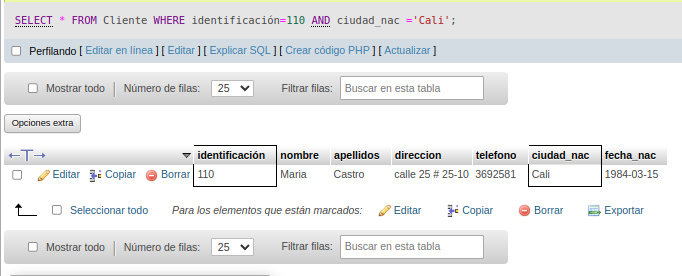 SELECT * FROM Cliente WHERE identificación=110 AND ciudad_nac ='Cali';
Perfilando [ Editar en línea ] [ Editar ] [ Explicar SQL ] [ Crear código PHP ] [ Actualizar ]
Mostrar todo Número de filas: 25 Filtrar filas: Buscar en esta tabla
Opciones extra
←T→ identificación nombre apellidos direccion telefono ciudad_nac fecha_nac
Editar Copiar Borrar 110 Maria Castro calle 25 # 25-10 3692581 Cali 1984-03-15
Seleccionar todo Para los elementos que están marcados: Editar Copiar Borrar Exportar
Mostrar todo Número de filas: 25 Filtrar filas: Buscar en esta tabla